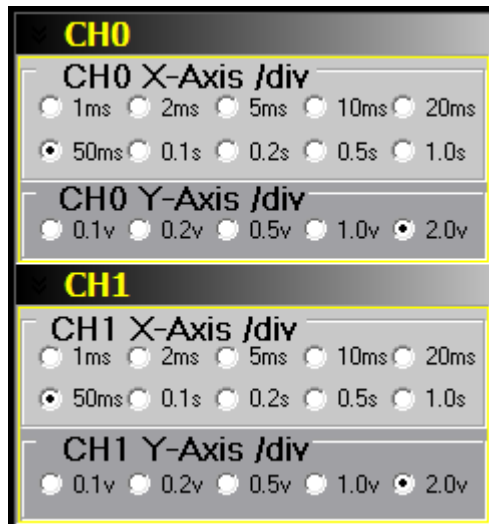 CH0
CH0 X-Axis /div
1ms 2ms 5ms 10ms 20ms
50ms 0.1s 0.2s 0.5s 1.0s
CH0 Y-Axis /div
0.1v 0.2v 0.5v 1.0v 2.0v
CH1
CH1 X-Axis /div
1ms 2ms 5ms 10ms 20ms
50ms 0.1s 0.2s 0.5s 1.0s
CH1 Y-Axis /div
0.1v 0.2v 0.5v 1.0v 2.0v